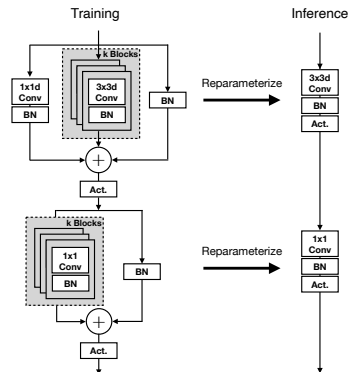 Training
Inference
k Blocks
1x1d
Conv
BN
3x3d
Conv
BN
BN
Reparameterize
3x3d
Conv
BN
Act.
+
Act.
k Blocks
1x1
Conv
BN
BN
Reparameterize
1x1
Conv
BN
Act.
+
Act.